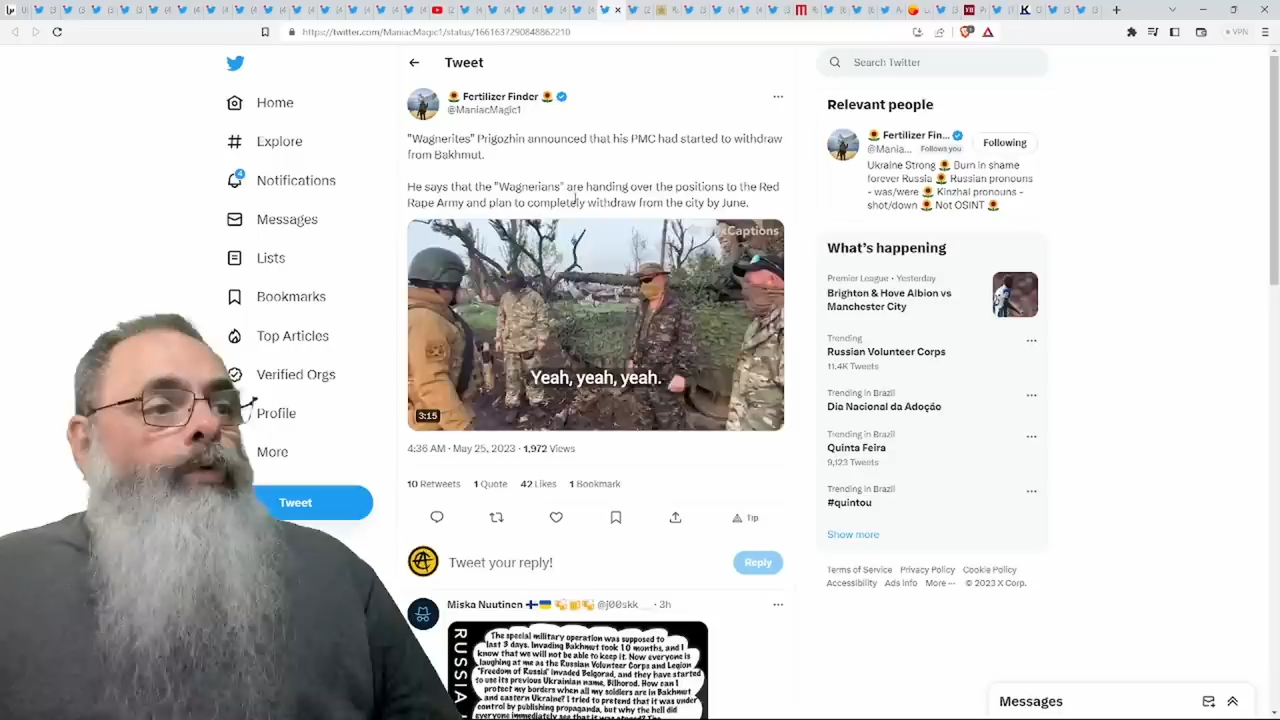 https://twitter.com/ManiacMagic1/status/1661637290848862210
VPN
Home
Explore
4
Notifications
Messages
Lists
Bookmarks
Top Articles
Verified Orgs
Profile
More
Tweet
Tweet
Fertilizer Finder
@ManiacMagic1
"Wagnerites" Prigozhin announced that his PMC had started to withdraw
from Bakhmut.
He says that the "Wagnerians" are handing over the positions to the Red
Rape Army and plan to completely withdraw from the city by June.
xCaptions
Yeah, yeah, yeah.
3:15
4:36 AM · May 25, 2023 · 1,972 Views
10 Retweets 1 Quote 42 Likes 1 Bookmark
Tip
Tweet your reply!
Reply
Miska Nuutinen @j00skk__ · 3h
RUSSIA
The special military operation was supposed to
last 3 days. Invading Bakhmut took 10 months, and I
know that we will not be able to keep it. Now everyone is
laughing at me as the Russian Volunteer Corps and Legion
"Freedom of Russia" invaded Belgorad, and they have started
to use its previous Ukrainian name, Bilhorod. How can I
protect my borders when all my soldiers are in Bakhmut
and eastern Ukraine? I tried to pretend that it was under
control by publishing propaganda, but why the hell did
everyone immediately see that it was staged? The
Search Twitter
Relevant people
Fertilizer Fin...
@Mania... Follows you
Following
Ukraine Strong Burn in shame
forever Russia Russian pronouns
- was/were Kinzhal pronouns -
shot/down Not OSINT
What's happening
Premier League · Yesterday
Brighton & Hove Albion vs
Manchester City
Trending
Russian Volunteer Corps
11.4K Tweets
Trending in Brazil
Dia Nacional da Adoção
Trending in Brazil
Quinta Feira
9,123 Tweets
Trending in Brazil
#quintou
Show more
Terms of Service Privacy Policy Cookie Policy
Accessibility Ads Info More ··· © 2023 X Corp.
Messages